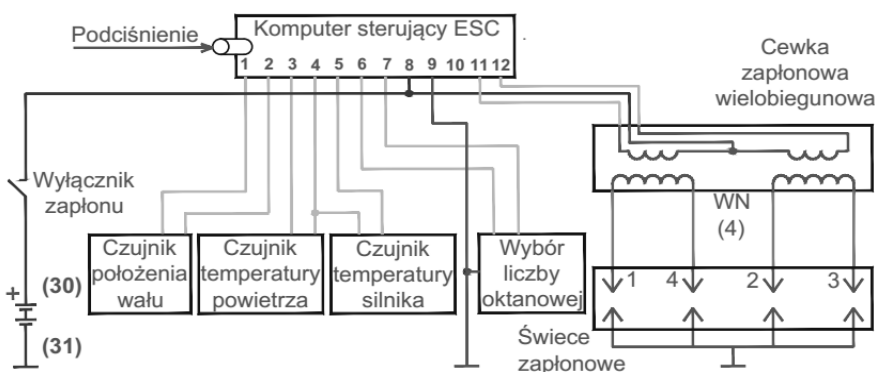 Podciśnienie
Komputer sterujący ESC
1 2 3 4 5 6 7 8 9 10 11 12
Cewka
zapłonowa
wielobiegunowa
Wyłącznik
zapłonu
WN
(4)
Czujnik
położenia
wału
Czujnik
temperatury
powietrza
Czujnik
temperatury
silnika
Wybór
liczby
oktanowej
1 4 2 3
+ (30)
(31)
Świece
zapłonowe